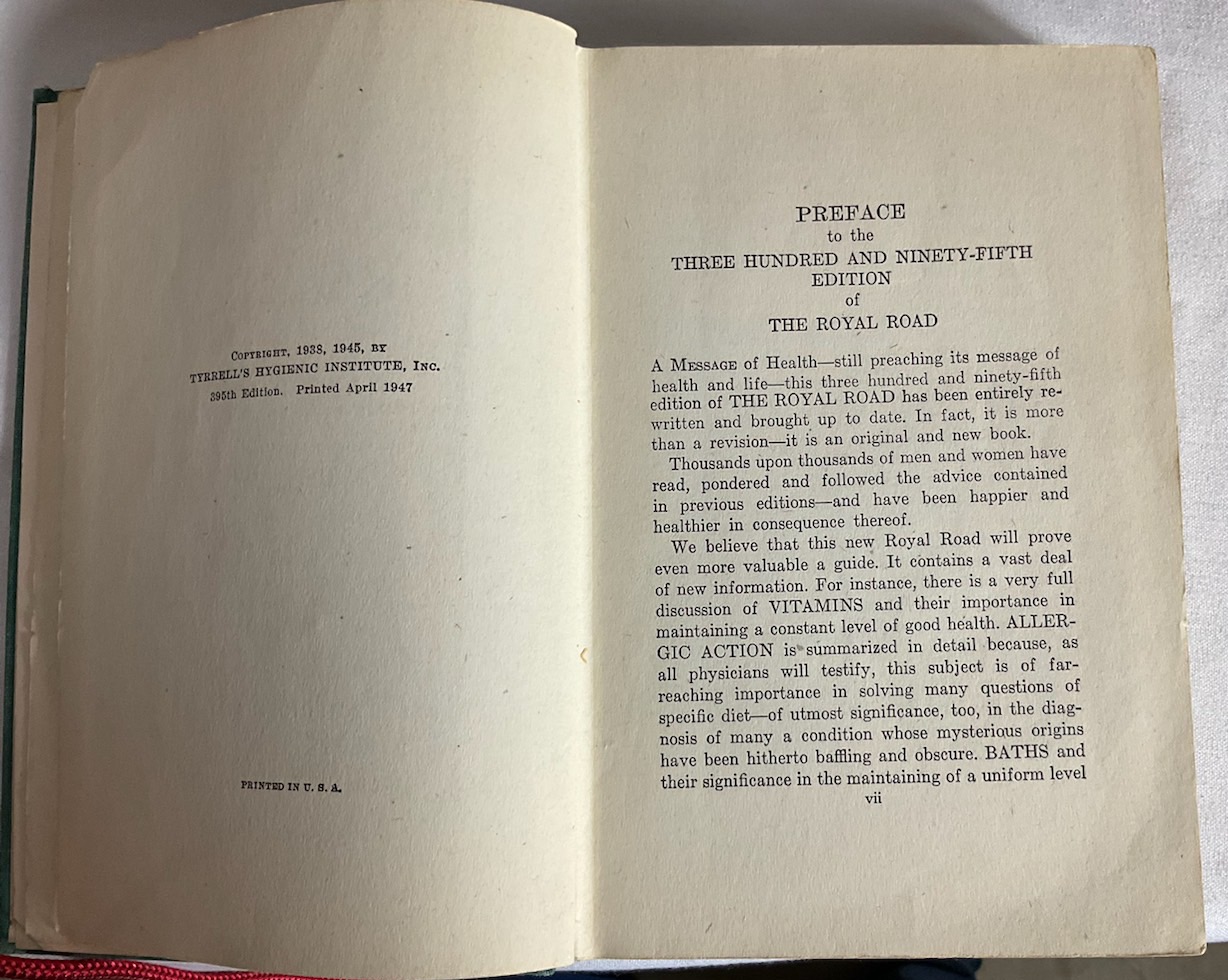 COPYRIGHT, 1938, 1945, BY
TYRRELL'S HYGIENIC INSTITUTE, INC.
395th Edition. Printed April 1947
PRINTED IN U. S. A.
PREFACE
to the
THREE HUNDRED AND NINETY-FIFTH
EDITION
of
THE ROYAL ROAD
A MESSAGE of Health—still preaching its message of
health and life—this three hundred and ninety-fifth
edition of THE ROYAL ROAD has been entirely re-
written and brought up to date. In fact, it is more
than a revision—it is an original and new book.
Thousands upon thousands of men and women have
read, pondered and followed the advice contained
in previous editions—and have been happier and
healthier in consequence thereof.
We believe that this new Royal Road will prove
even more valuable a guide. It contains a vast deal
of new information. For instance, there is a very full
discussion of VITAMINS and their importance in
maintaining a constant level of good health. ALLER-
GIC ACTION is summarized in detail because, as
all physicians will testify, this subject is of far-
reaching importance in solving many questions of
specific diet—of utmost significance, too, in the diag-
nosis of many a condition whose mysterious origins
have been hitherto baffling and obscure. BATHS and
their significance in the maintaining of a uniform level
vii